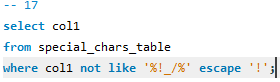 -- 17
select col1
from special_chars_table
where col1 not like '%!_/%' escape '!';